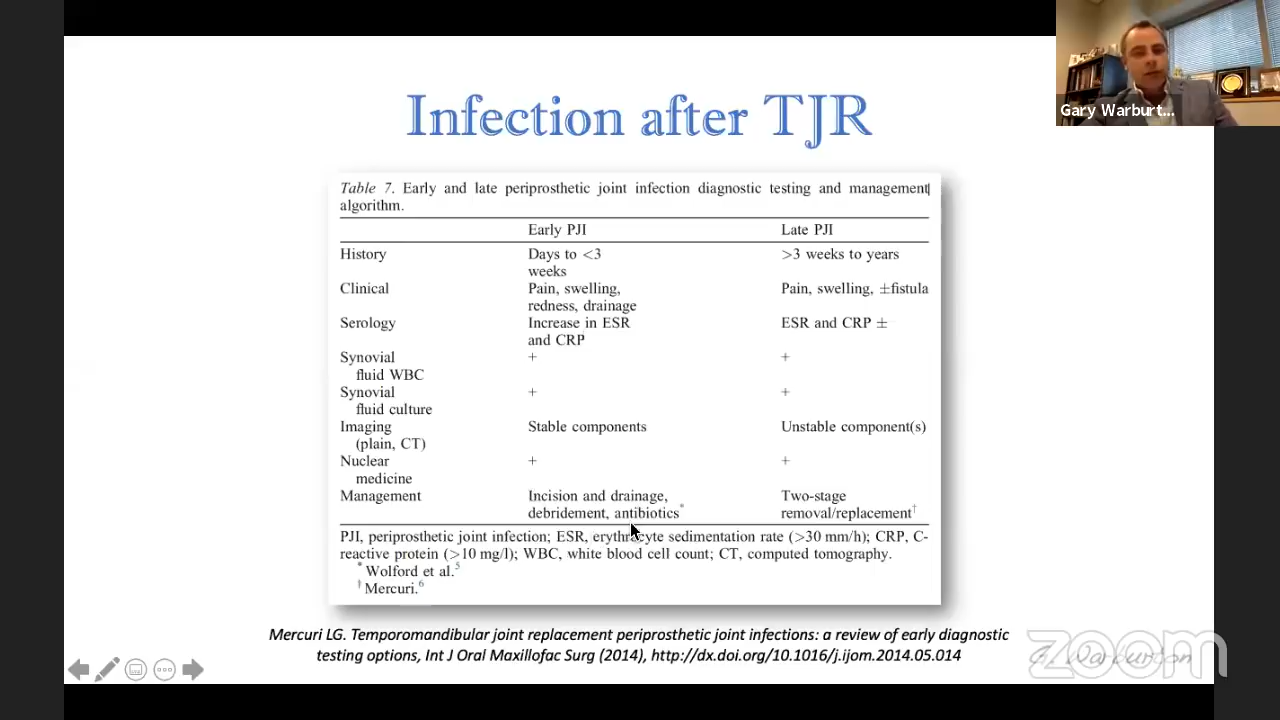 Infection after TJR
Gary Warburt...
Table 7. Early and late periprosthetic joint infection diagnostic testing and management
algorithm.
Early PJI Late PJI
History Days to <3 >3 weeks to years
weeks
Clinical Pain, swelling, Pain, swelling, ±fistula
redness, drainage
Serology Increase in ESR ESR and CRP ±
and CRP
Synovial + +
fluid WBC
Synovial + +
fluid culture
Imaging Stable components Unstable component(s)
(plain, CT)
Nuclear + +
medicine
Management Incision and drainage, Two-stage
debridement, antibiotics* removal/replacement†
PJI, periprosthetic joint infection; ESR, erythrocyte sedimentation rate (>30 mm/h); CRP, C-
reactive protein (>10 mg/l); WBC, white blood cell count; CT, computed tomography.
* Wolford et al.5
† Mercuri.6
Mercuri LG. Temporomandibular joint replacement periprosthetic joint infections: a review of early diagnostic
testing options, Int J Oral Maxillofac Surg (2014), http://dx.doi.org/10.1016/j.ijom.2014.05.014
zoom
G. Warburton